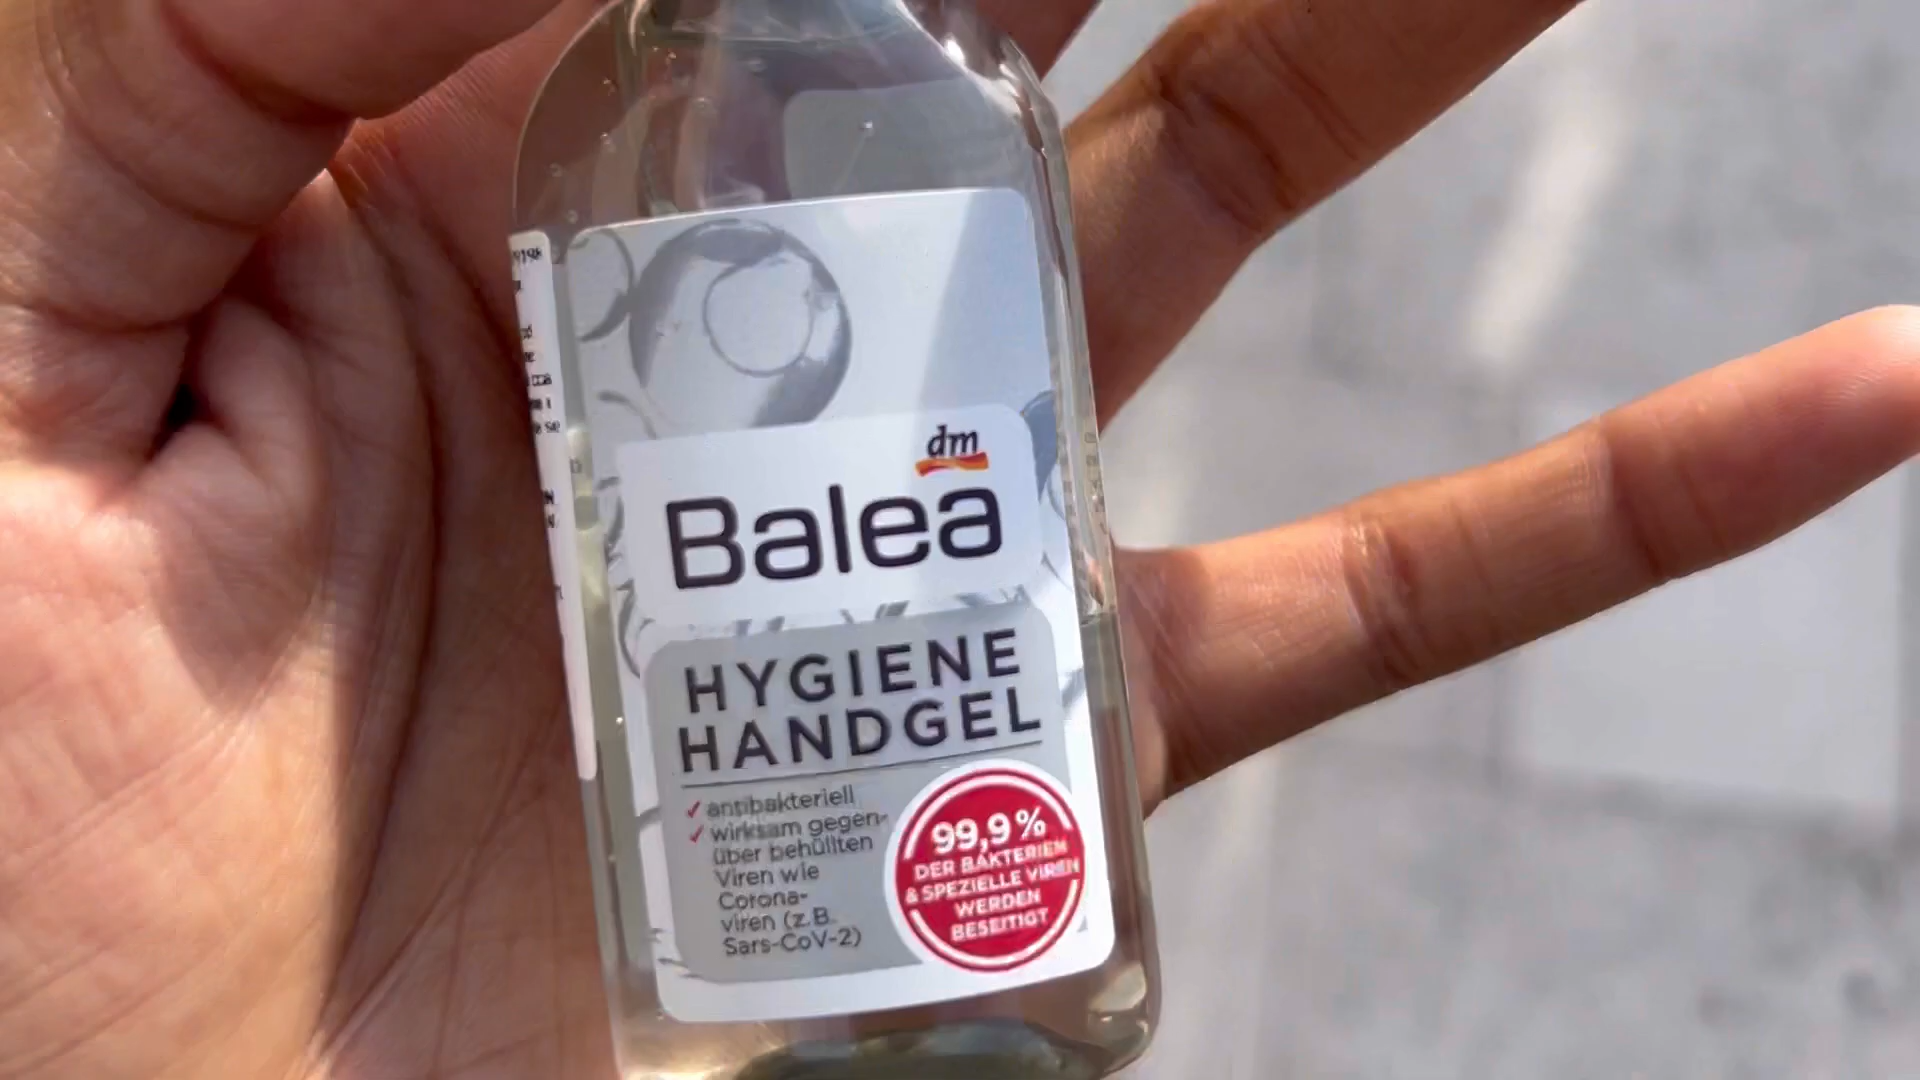 dm
Balea
HYGIENE
HANDGEL
✓ antibakteriell
✓ wirksam gegen-
über behüllten
Viren wie
Corona-
viren (z.B.
Sars-CoV-2)
99,9 %
DER BAKTERIEN
& SPEZIELLE VIREN
WERDEN
BESEITIGT